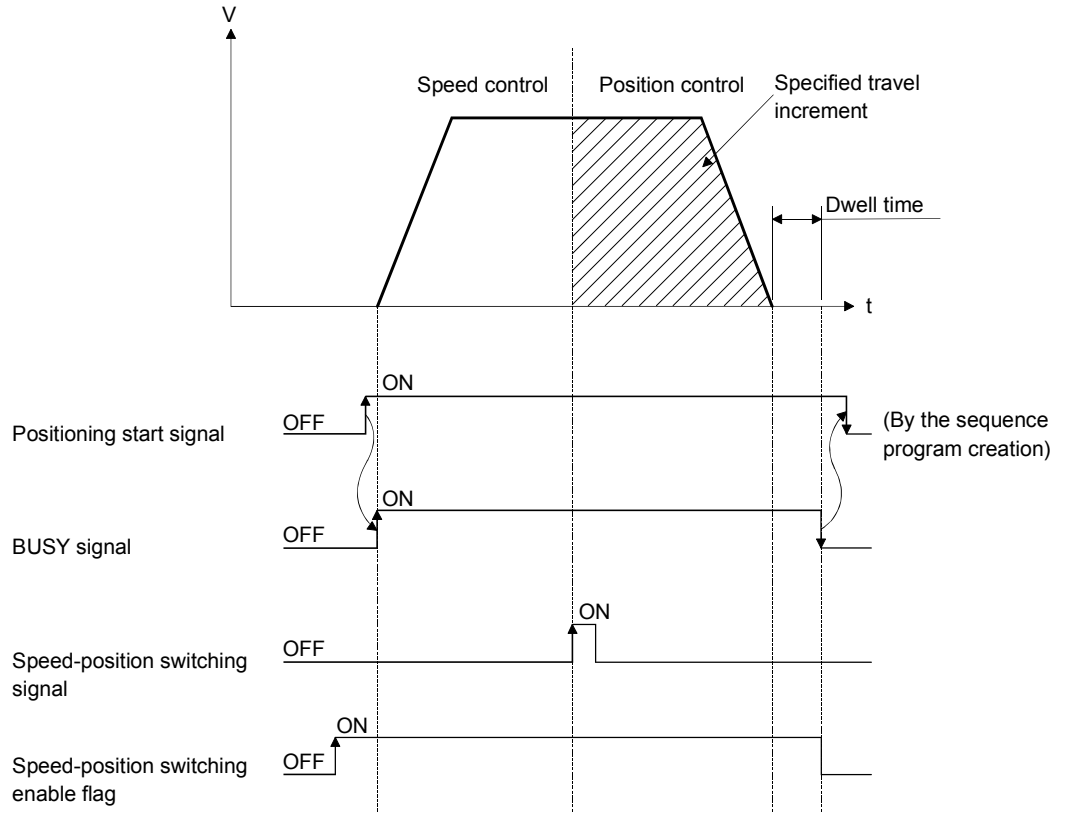 V
Speed control
Position control
Specified travel
increment
Dwell time
t
ON
OFF
Positioning start signal
(By the sequence
program creation)
ON
OFF
BUSY signal
ON
OFF
Speed-position switching
signal
ON
OFF
Speed-position switching
enable flag